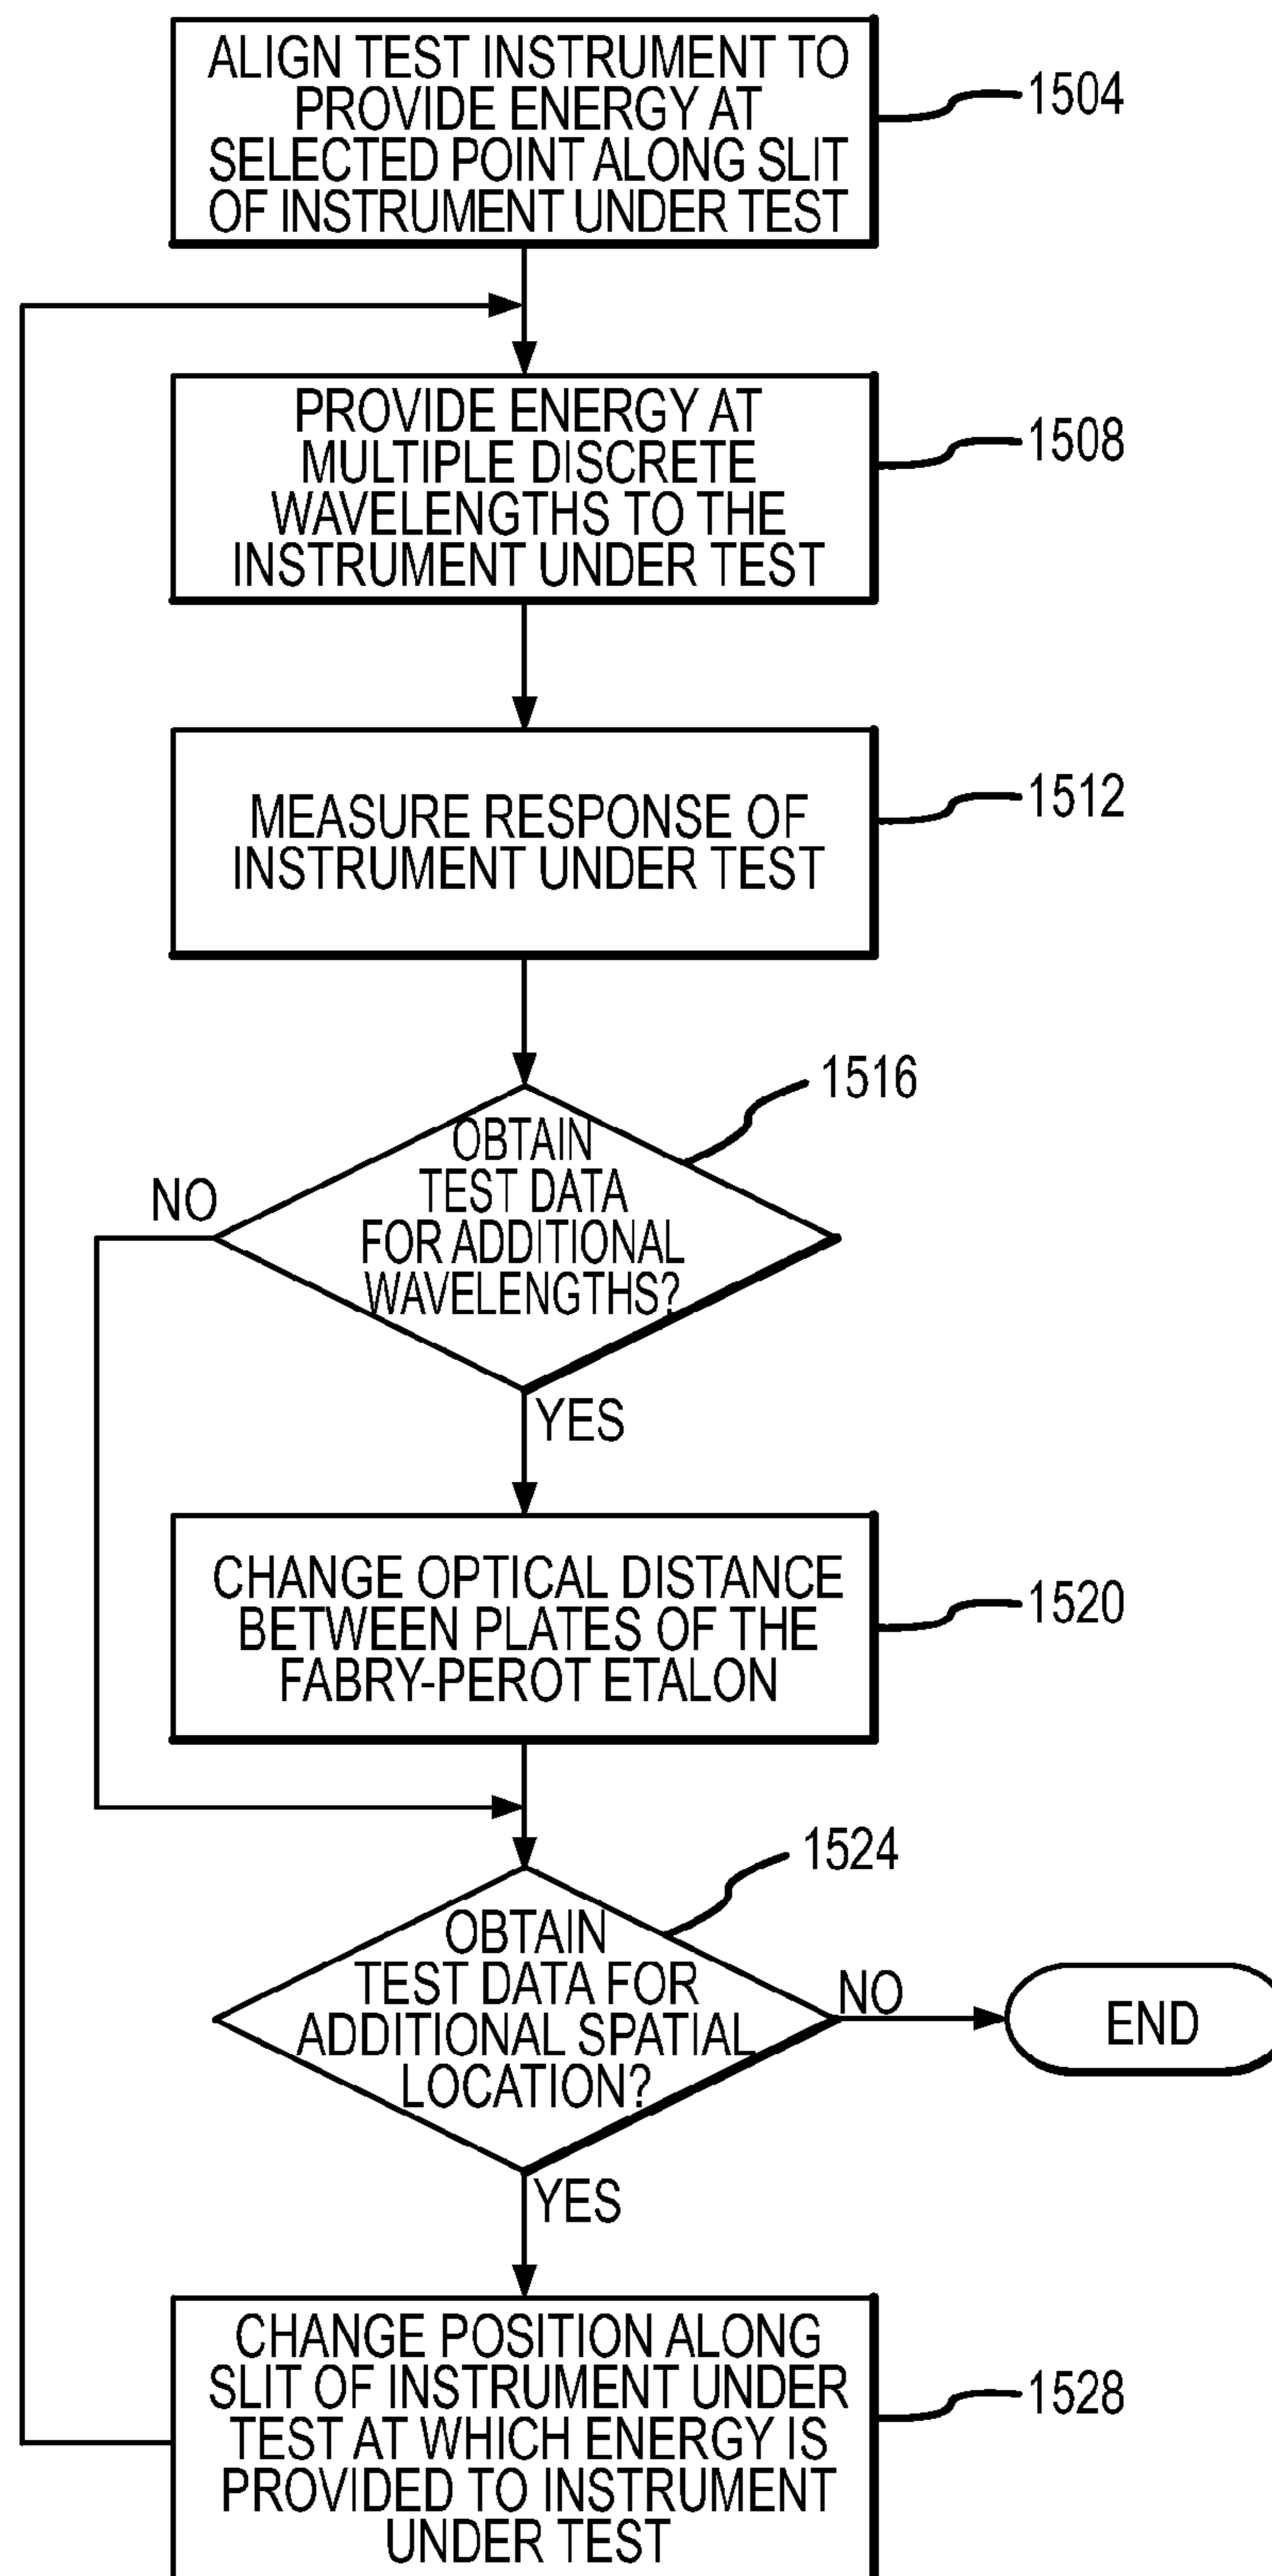 ALIGN TEST INSTRUMENT TO
PROVIDE ENERGY AT
SELECTED POINT ALONG SLIT
OF INSTRUMENT UNDER TEST
1504
PROVIDE ENERGY AT
MULTIPLE DISCRETE
WAVELENGTHS TO THE
INSTRUMENT UNDER TEST
1508
MEASURE RESPONSE OF
INSTRUMENT UNDER TEST
1512
1516
OBTAIN
TEST DATA
FOR ADDITIONAL
WAVELENGTHS?
NO
YES
CHANGE OPTICAL DISTANCE
BETWEEN PLATES OF THE
FABRY-PEROT ETALON
1520
1524
OBTAIN
TEST DATA FOR
ADDITIONAL SPATIAL
LOCATION?
NO
END
YES
CHANGE POSITION ALONG
SLIT OF INSTRUMENT UNDER
TEST AT WHICH ENERGY IS
PROVIDED TO INSTRUMENT
UNDER TEST
1528